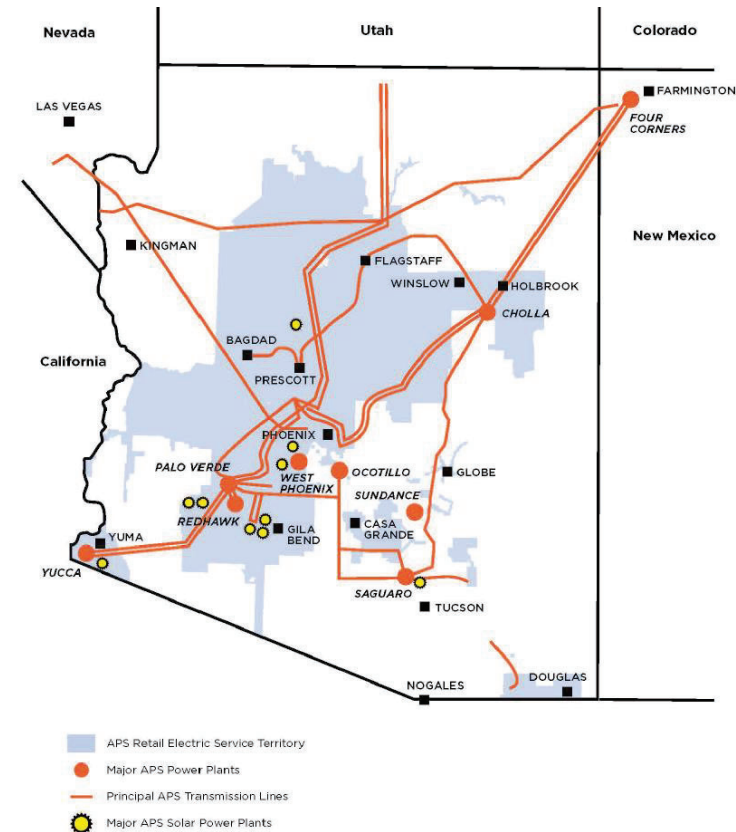 Nevada
Utah
Colorado
LAS VEGAS
FARMINGTON
FOUR
CORNERS
New Mexico
KINGMAN
FLAGSTAFF
WINSLOW
HOLBROOK
CHOLLA
BAGDAD
PRESCOTT
California
PHOENIX
PALO VERDE
WEST
PHOENIX
OCOTILLO
GLOBE
SUNDANCE
REDHAWK
GILA
BEND
CASA
GRANDE
YUMA
YUCCA
SAGUARO
TUCSON
NOGALES
DOUGLAS
APS Retail Electric Service Territory
Major APS Power Plants
Principal APS Transmission Lines
Major APS Solar Power Plants